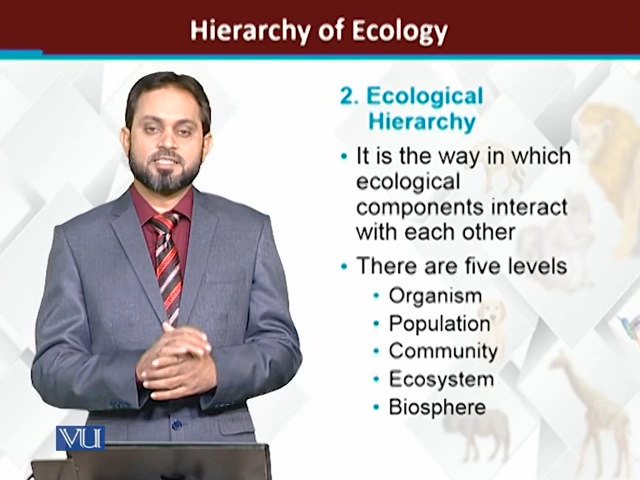 Hierarchy of Ecology
2. Ecological
Hierarchy
• It is the way in which
ecological
components interact
with each other
• There are five levels
• Organism
• Population
• Community
• Ecosystem
• Biosphere
VU